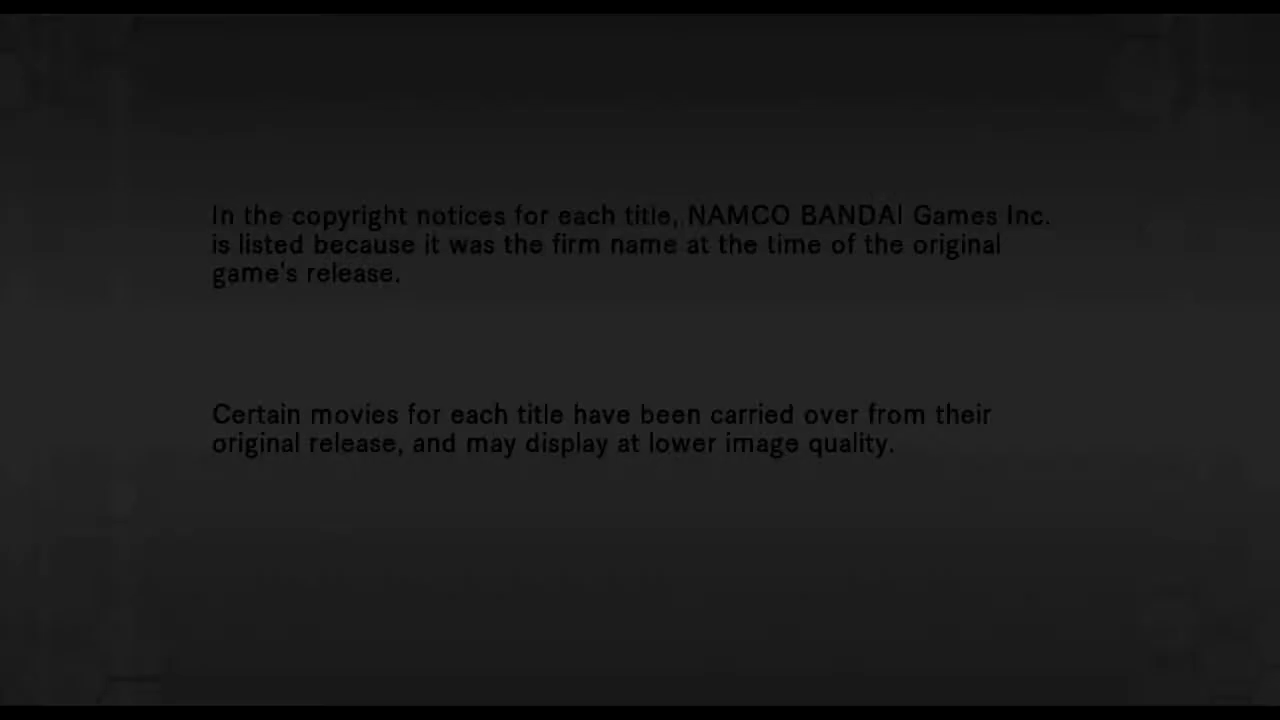 In the copyright notices for each title, NAMCO BANDAI Games Inc.
is listed because it was the firm name at the time of the original
game's release.
Certain movies for each title have been carried over from their
original release, and may display at lower image quality.